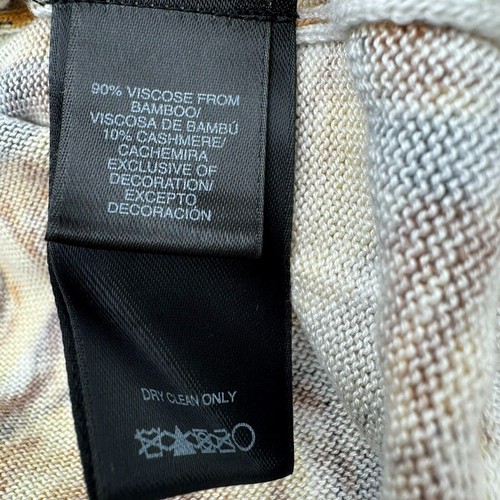 90% VISCOSE FROM
BAMBOO/
VISCOSA DE BAMBÚ
10% CASHMERE/
CACHEMIRA
EXCLUSIVE OF
DECORATION/
EXCEPTO
DECORACIÓN
DRY CLEAN ONLY